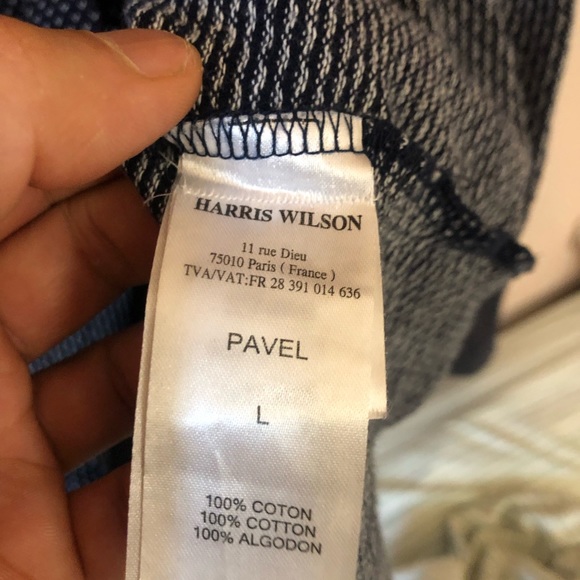 HARRIS WILSON
11 rue Dieu
75010 Paris ( France )
TVA/VAT:FR 28 391 014 636
PAVEL
L
100% COTON
100% COTTON
100% ALGODON